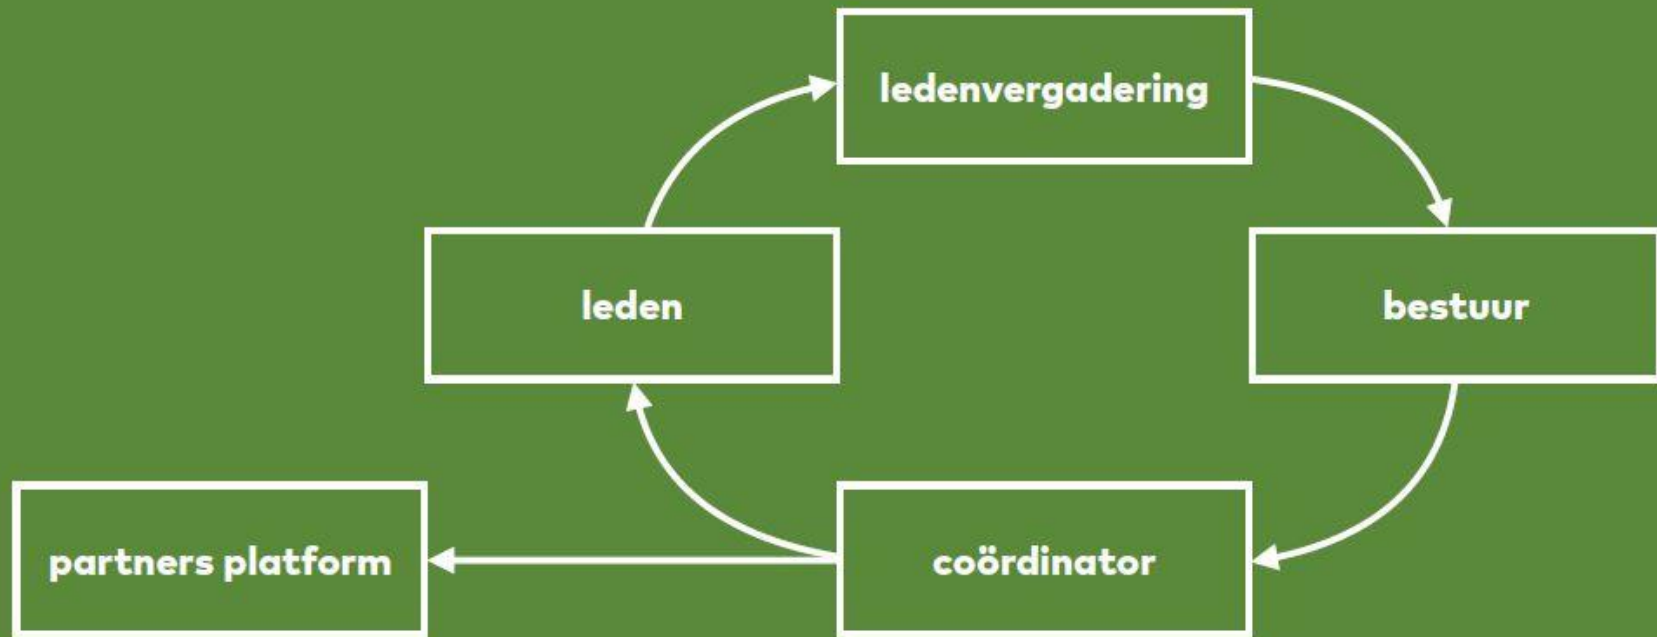 ledenvergadering
leden
bestuur
partners platform
coördinator